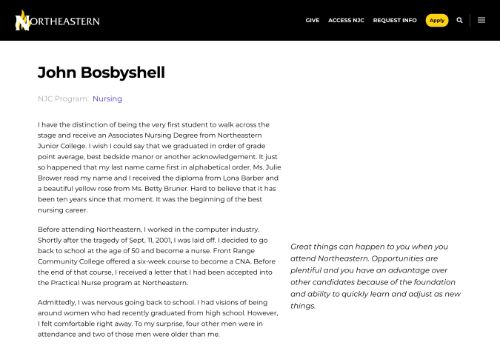 NORTHEASTERN
GIVE ACCESS NJC REQUEST INFO Apply
John Bosbyshell
NJC Program: Nursing
I have the distinction of being the very first student to walk across the
stage and receive an Associates Nursing Degree from Northeastern
Junior College. I wish I could say that we graduated in order of grade
point average, best bedside manor or another acknowledgement. It just
so happened that my last name came first in alphabetical order. Ms. Julie
Brower read my name and I received the diploma from Lona Barber and
a beautiful yellow rose from Ms. Betty Bruner. Hard to believe that it has
been ten years since that moment. It was the beginning of the best
nursing career.
Before attending Northeastern, I worked in the computer industry.
Shortly after the tragedy of Sept. 11, 2001, I was laid off. I decided to go
back to school at the age of 50 and become a nurse. Front Range
Community College offered a six-week course to become a CNA. Before
the end of that course, I received a letter that I had been accepted into
the Practical Nurse program at Northeastern.
Admittedly, I was nervous going back to school. I had visions of being
around women who had recently graduated from high school. However,
I felt comfortable right away. To my surprise, four other men were in
attendance and two of those men were older than me.
Great things can happen to you when you
attend Northeastern. Opportunities are
plentiful and you have an advantage over
other candidates because of the foundation
and ability to quickly learn and adjust as new
things.